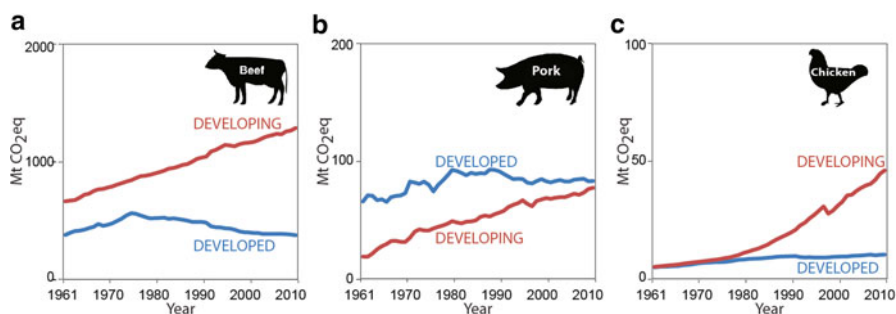 a
2000
1000
0
Mt CO₂eq
Beef
DEVELOPING
DEVELOPED
1961 1970 1980 1990 2000 2010
Year
b
200
100
0
Mt CO₂eq
Pork
DEVELOPED
DEVELOPING
1961 1970 1980 1990 2000 2010
Year
c
100
50
0
Mt CO₂eq
Chicken
DEVELOPING
DEVELOPED
1961 1970 1980 1990 2000 2010
Year